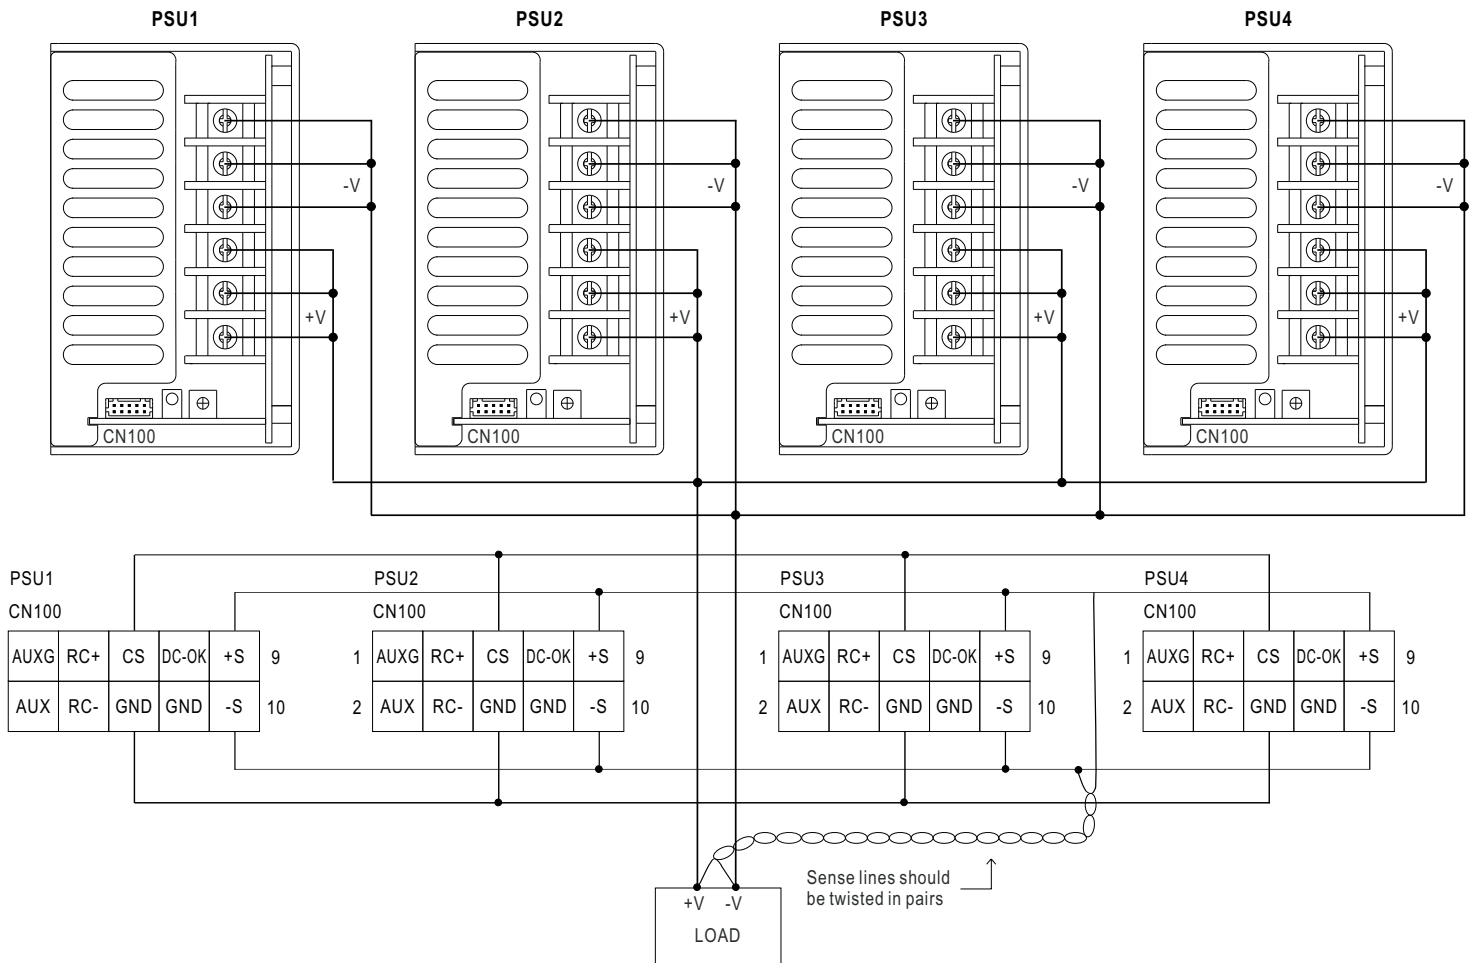 PSU1 PSU2 PSU3 PSU4
-V -V -V -V
+V +V +V +V
CN100 CN100 CN100 CN100
PSU1 PSU2 PSU3 PSU4
CN100 CN100 CN100 CN100
AUXG RC+ CS DC-OK +S 9 1 AUXG RC+ CS DC-OK +S 9 1 AUXG RC+ CS DC-OK +S 9 1 AUXG RC+ CS DC-OK +S 9
AUX RC- GND GND -S 10 2 AUX RC- GND GND -S 10 2 AUX RC- GND GND -S 10 2 AUX RC- GND GND -S 10
Sense lines should
be twisted in pairs
+V -V
LOAD